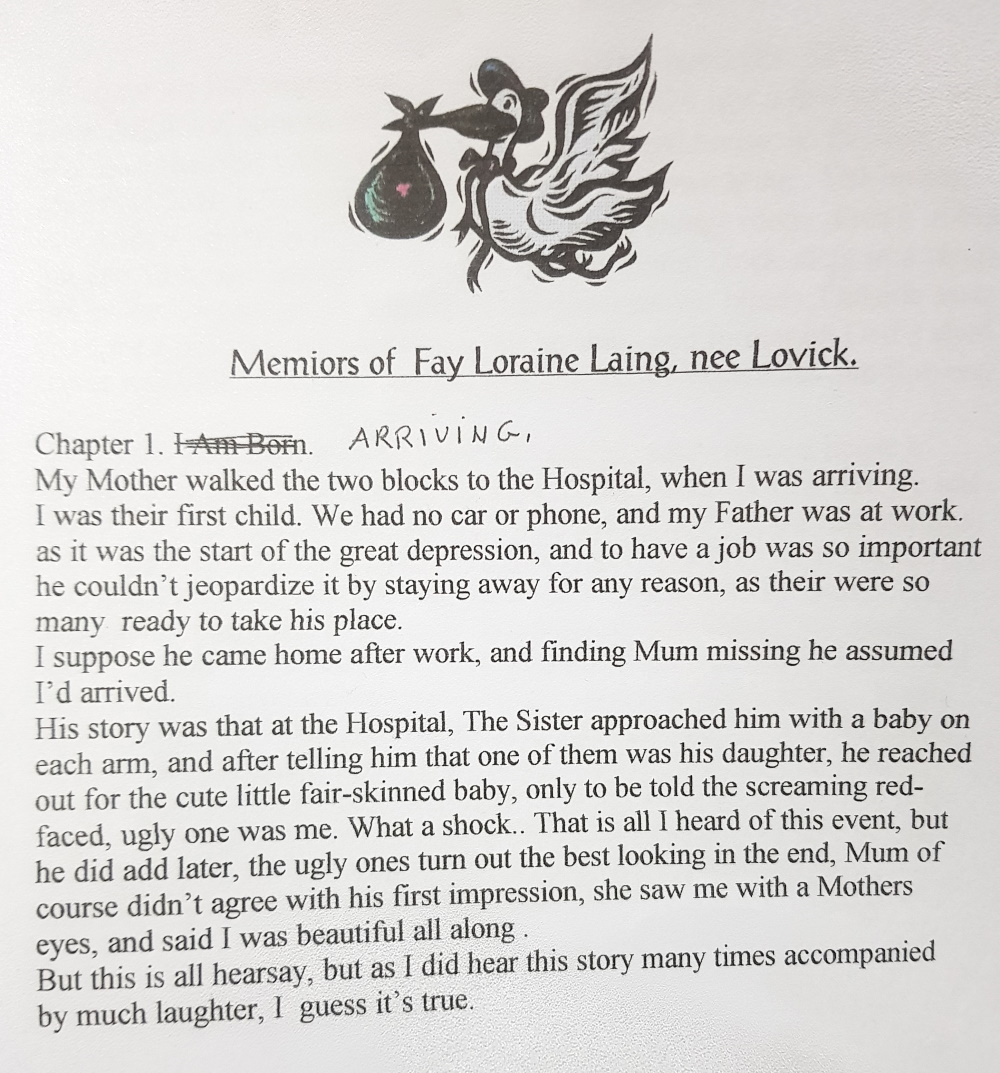 Memiors of Fay Loraine Laing, nee Lovick.
Chapter 1. I Am Born. ARRIVING,
My Mother walked the two blocks to the Hospital, when I was arriving.
I was their first child. We had no car or phone, and my Father was at work.
as it was the start of the great depression, and to have a job was so important
he couldn't jeopardize it by staying away for any reason, as their were so
many ready to take his place.
I suppose he came home after work, and finding Mum missing he assumed
I'd arrived.
His story was that at the Hospital, The Sister approached him with a baby on
each arm, and after telling him that one of them was his daughter, he reached
out for the cute little fair-skinned baby, only to be told the screaming red-
faced, ugly one was me. What a shock.. That is all I heard of this event, but
he did add later, the ugly ones turn out the best looking in the end, Mum of
course didn't agree with his first impression, she saw me with a Mothers
eyes, and said I was beautiful all along .
But this is all hearsay, but as I did hear this story many times accompanied
by much laughter, I guess it's true.